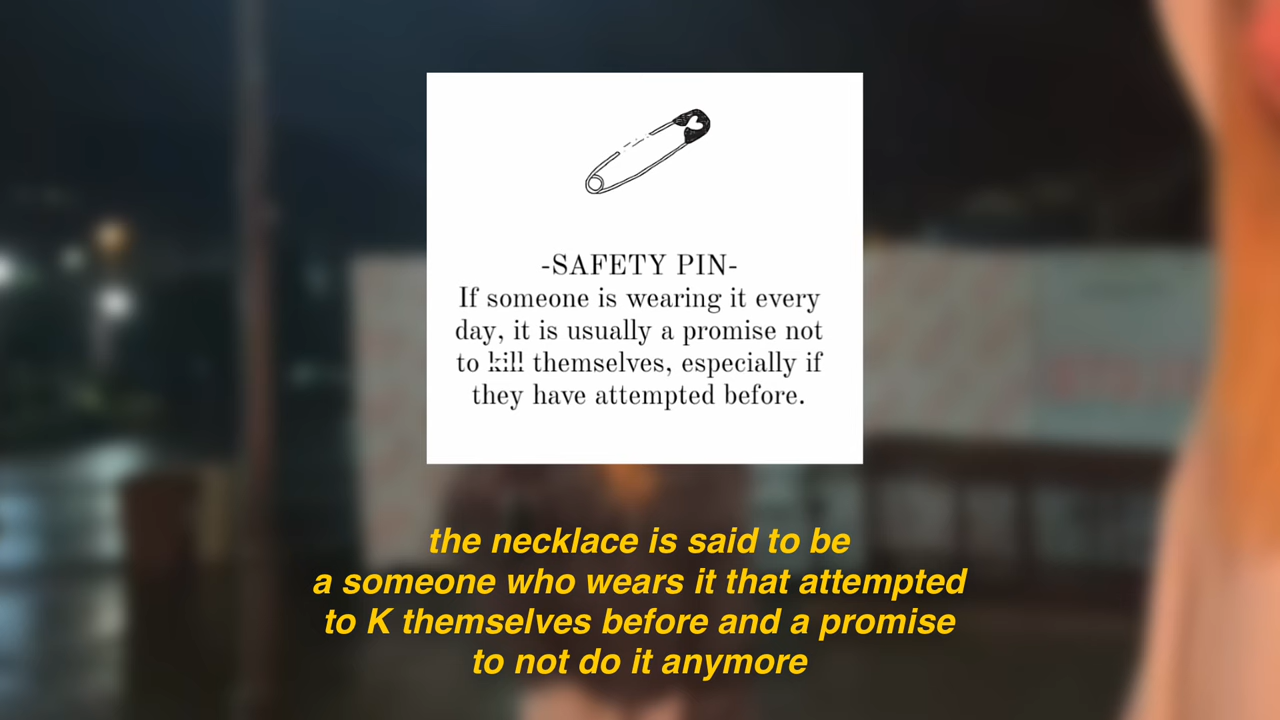 -SAFETY PIN-
If someone is wearing it every
day, it is usually a promise not
to kill themselves, especially if
they have attempted before.
the necklace is said to be
a someone who wears it that attempted
to K themselves before and a promise
to not do it anymore